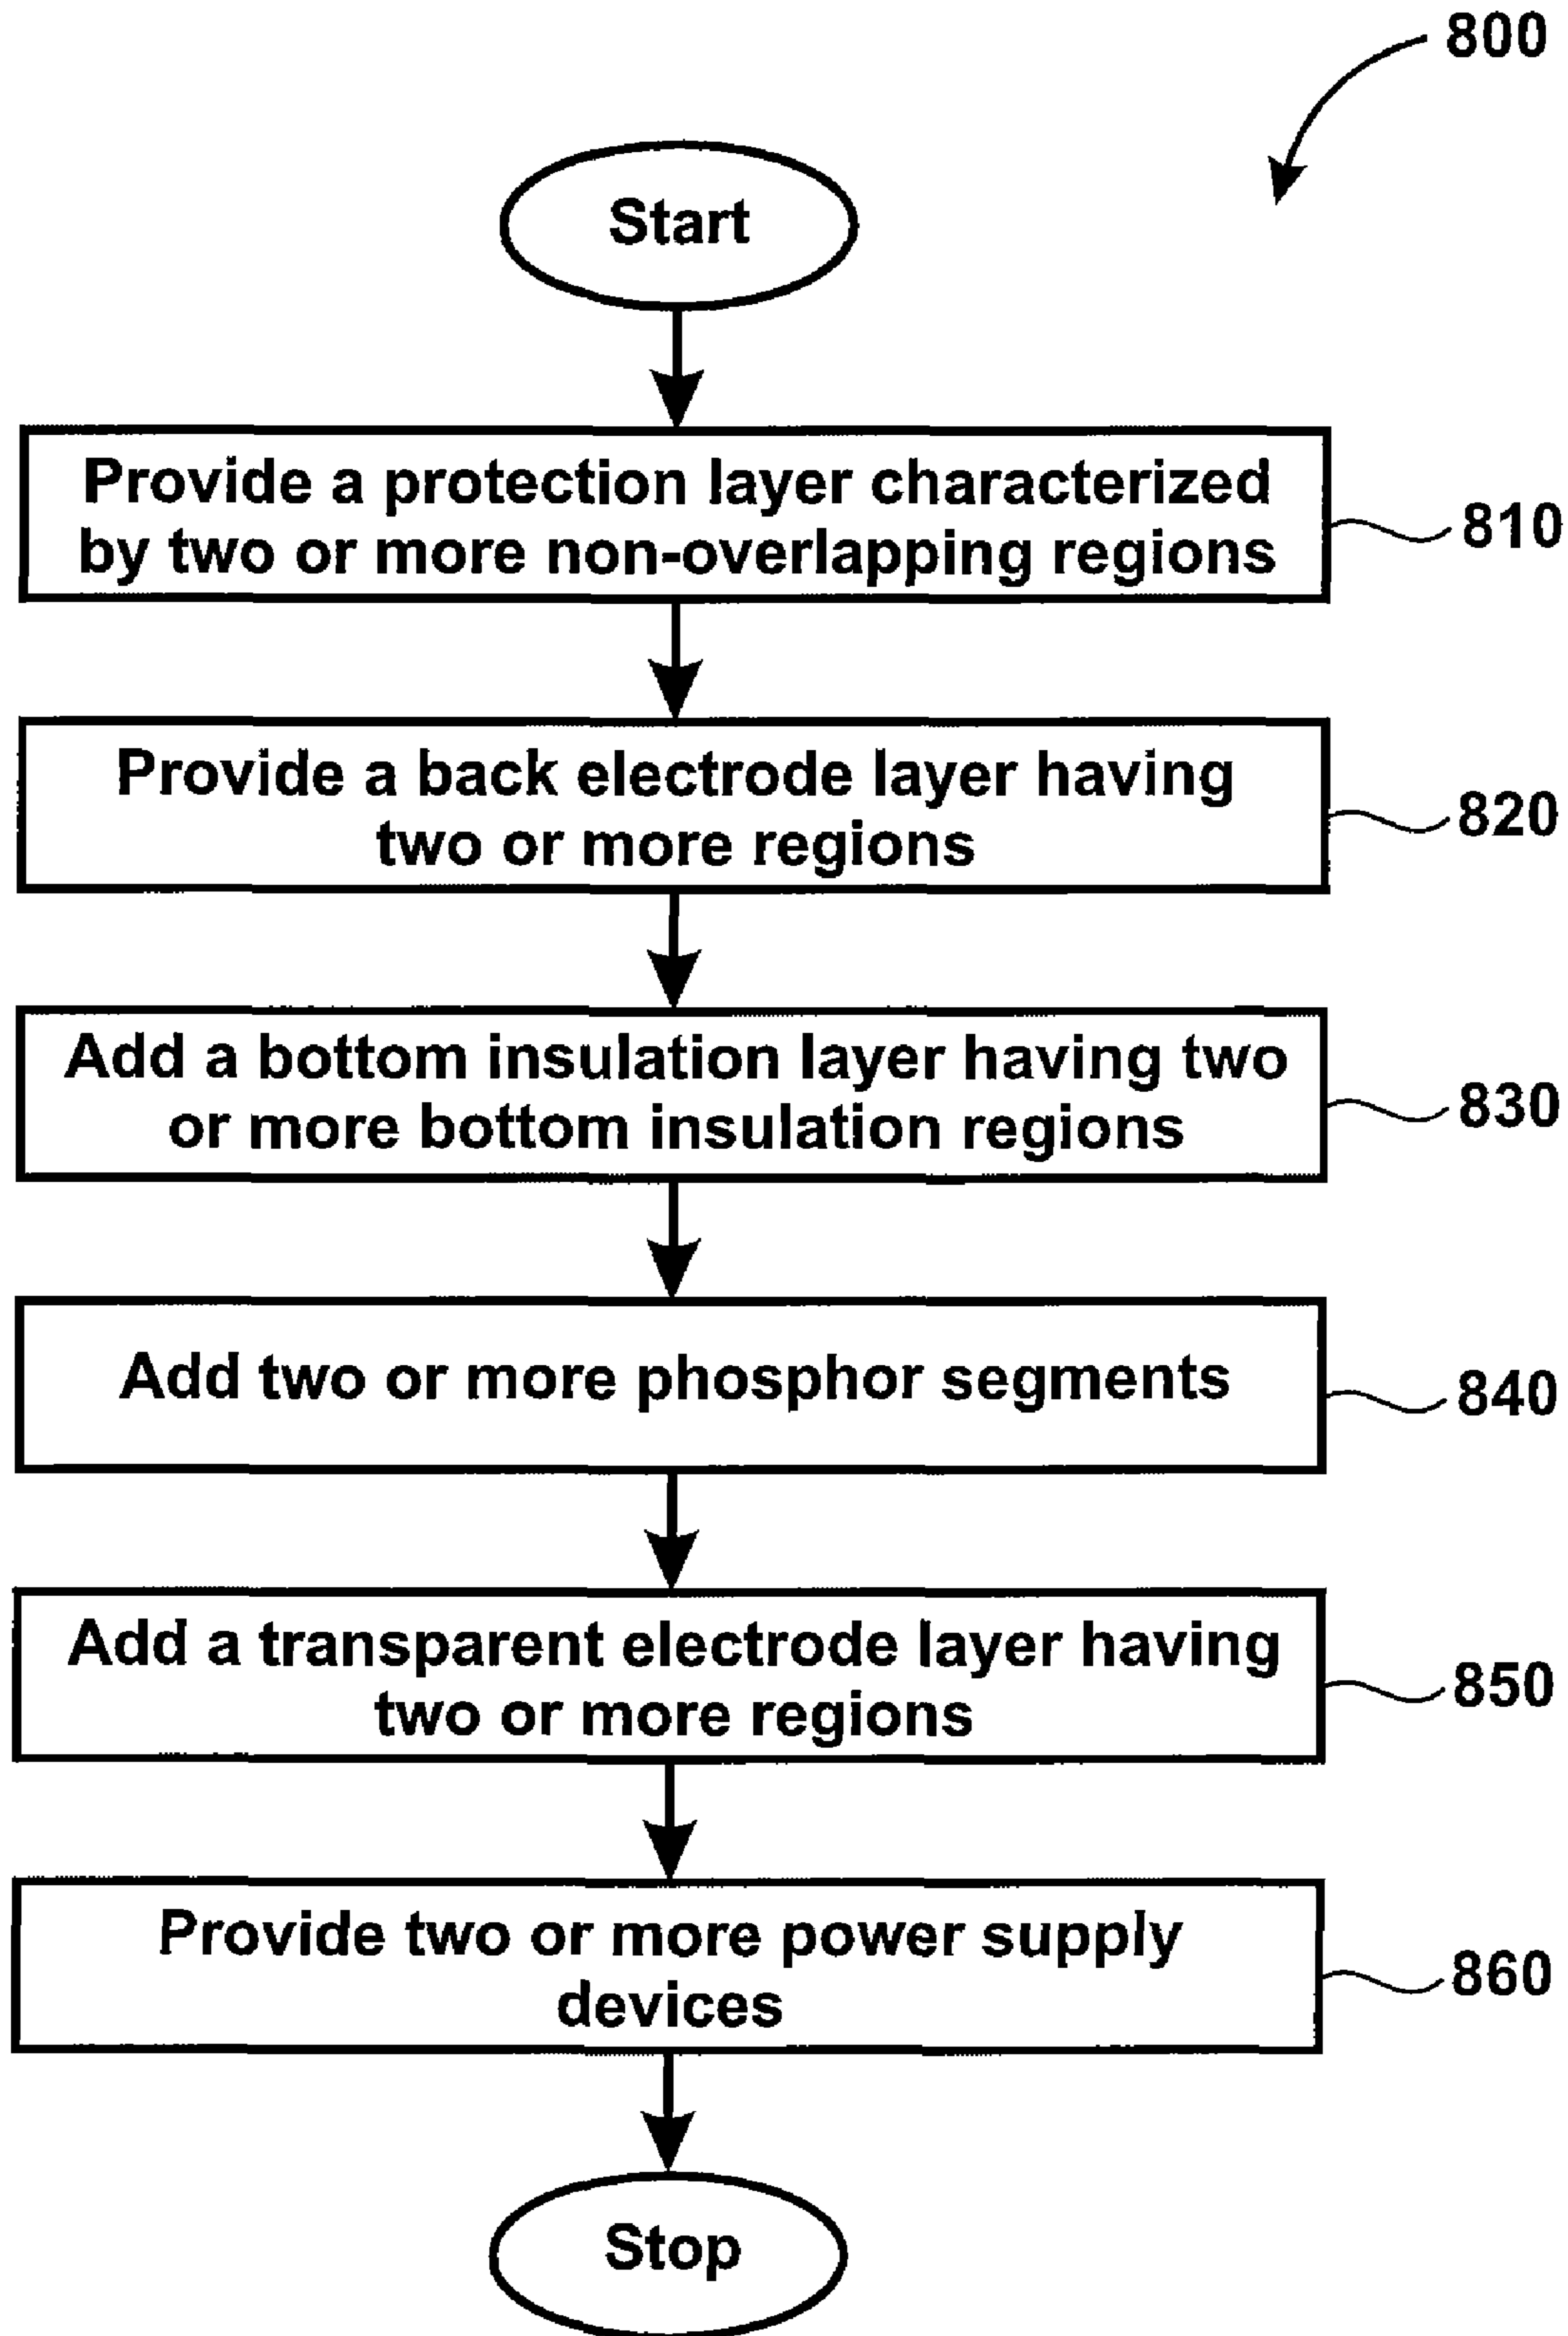 800
Start
Provide a protection layer characterized
by two or more non-overlapping regions
810
Provide a back electrode layer having
two or more regions
820
Add a bottom insulation layer having two
or more bottom insulation regions
830
Add two or more phosphor segments
840
Add a transparent electrode layer having
two or more regions
850
Provide two or more power supply
devices
860
Stop